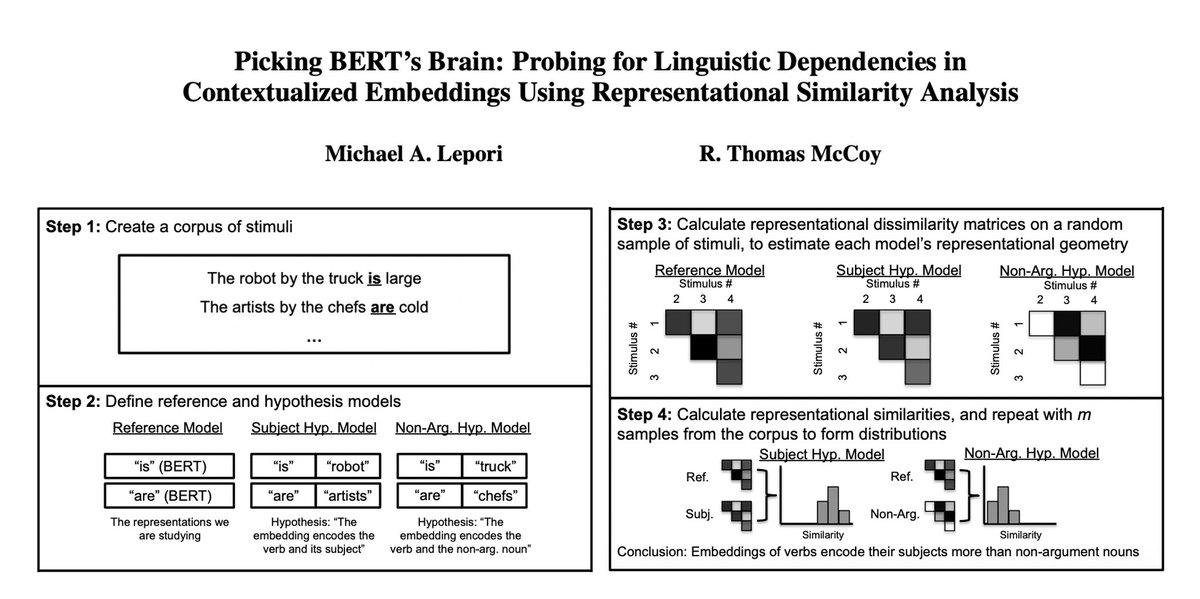 Picking BERT's Brain: Probing for Linguistic Dependencies in
Contextualized Embeddings Using Representational Similarity Analysis
Michael A. Lepori
R. Thomas McCoy
Step 1: Create a corpus of stimuli
The robot by the truck is large
The artists by the chefs are cold
...
Step 2: Define reference and hypothesis models
Reference Model Subject Hyp. Model Non-Arg. Hyp. Model
"is" (BERT) "is" "robot" "is" "truck"
"are" (BERT) "are" "artists" "are" "chefs"
The representations we
are studying
Hypothesis: "The
embedding encodes the
verb and its subject"
Hypothesis: "The
embedding encodes the
verb and the non-arg. noun"
Step 3: Calculate representational dissimilarity matrices on a random
sample of stimuli, to estimate each model's representational geometry
Reference Model
Stimulus #
2 3 4
Stimulus #
1
2
3
Subject Hyp. Model
Stimulus #
2 3 4
Stimulus #
1
2
3
Non-Arg. Hyp. Model
Stimulus #
2 3 4
Stimulus #
1
2
3
Step 4: Calculate representational similarities, and repeat with m
samples from the corpus to form distributions
Subject Hyp. Model
Ref.
Subj.
Similarity
Non-Arg. Hyp. Model
Ref.
Non-Arg.
Similarity
Conclusion: Embeddings of verbs encode their subjects more than non-argument nouns